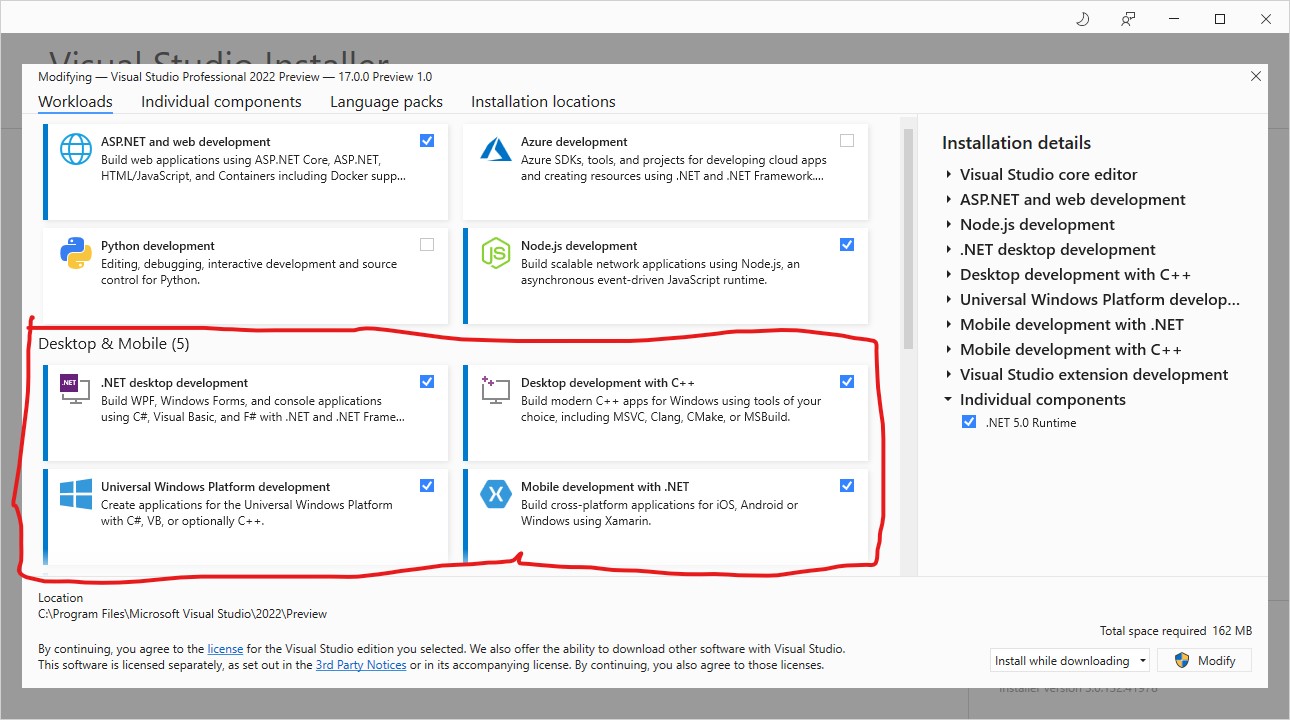 Visual Studio Installer
Modifying — Visual Studio Professional 2022 Preview — 17.0.0 Preview 1.0
Workloads
Individual components
Language packs
Installation locations
ASP.NET and web development
Build web applications using ASP.NET Core, ASP.NET,
HTML/JavaScript, and Containers including Docker supp...
Azure development
Azure SDKs, tools, and projects for developing cloud apps
and creating resources using .NET and .NET Framework....
Python development
Editing, debugging, interactive development and source
control for Python.
Node.js development
Build scalable network applications using Node.js, an
asynchronous event-driven JavaScript runtime.
Desktop & Mobile (5)
.NET
.NET desktop development
Build WPF, Windows Forms, and console applications
using C#, Visual Basic, and F# with .NET and .NET Frame...
Desktop development with C++
Build modern C++ apps for Windows using tools of your
choice, including MSVC, Clang, CMake, or MSBuild.
Universal Windows Platform development
Create applications for the Universal Windows Platform
with C#, VB, or optionally C++.
Mobile development with .NET
Build cross-platform applications for iOS, Android or
Windows using Xamarin.
Installation details
Visual Studio core editor
ASP.NET and web development
Node.js development
.NET desktop development
Desktop development with C++
Universal Windows Platform develop...
Mobile development with .NET
Mobile development with C++
Visual Studio extension development
Individual components
.NET 5.0 Runtime
Location
C:\Program Files\Microsoft Visual Studio\2022\Preview
By continuing, you agree to the license for the Visual Studio edition you selected. We also offer the ability to download other software with Visual Studio.
This software is licensed separately, as set out in the 3rd Party Notices or in its accompanying license. By continuing, you also agree to those licenses.
Total space required 162 MB
Install while downloading
Modify